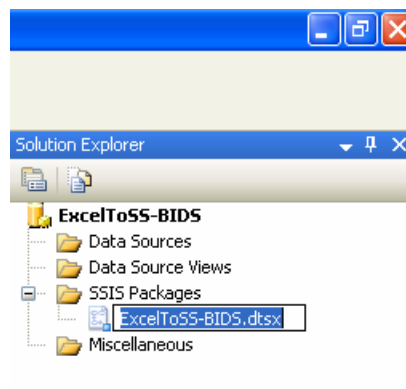 Solution Explorer
ExcelToSS-BIDS
Data Sources
Data Source Views
SSIS Packages
ExcelToSS-BIDS.dtsx
Miscellaneous